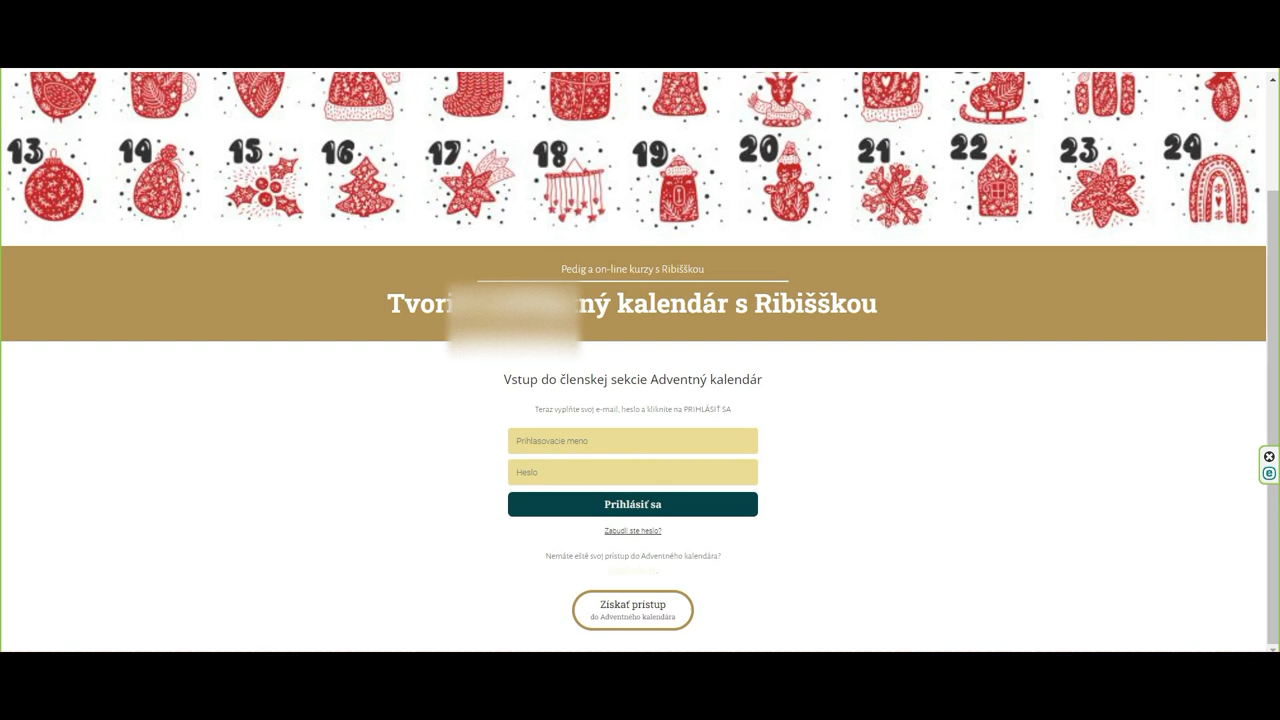 13 14 15 16 17 18 19 20 21 22 23 24
Pedig a on-line kurzy s Ribišškou
kalendár s Ribišškou
Vstup do členskej sekcie Adventný kalendár
Teraz vyplňte svoj e-mail, heslo a kliknite na PRIHLÁSIŤ SA
Prihlasovacie meno
Heslo
Prihlásiť sa
Zabudli ste heslo?
Nemáte ešte svoj prístup do Adventného kalendára?
Získať prístup
do Adventného kalendára